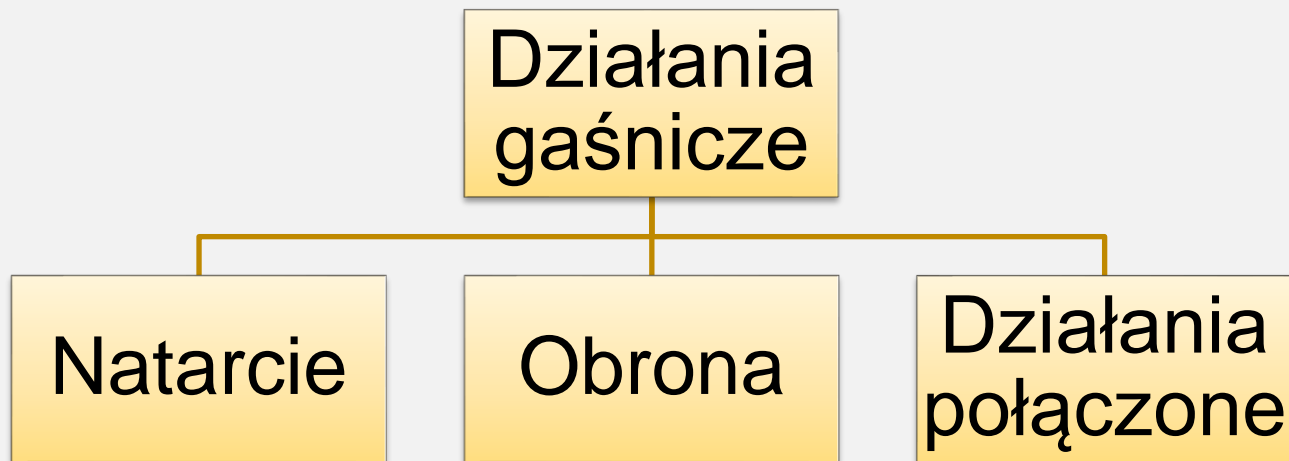 Działania
gaśnicze
Natarcie
Obrona
Działania
połączone